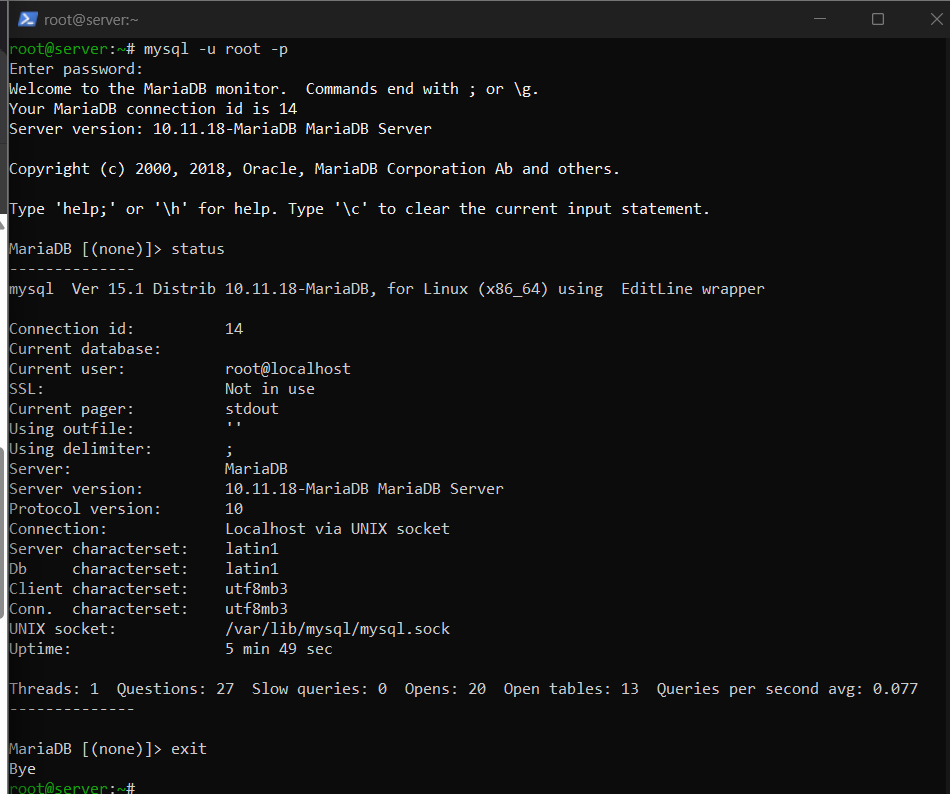 root@server:~
root@server:~# mysql -u root -p
Enter password:
Welcome to the MariaDB monitor.  Commands end with ; or \g.
Your MariaDB connection id is 14
Server version: 10.11.18-MariaDB MariaDB Server

Copyright (c) 2000, 2018, Oracle, MariaDB Corporation Ab and others.

Type 'help;' or '\h' for help. Type '\c' to clear the current input statement.

MariaDB [(none)]> status
--------------
mysql  Ver 15.1 Distrib 10.11.18-MariaDB, for Linux (x86_64) using  EditLine wrapper

Connection id:          14
Current database:
Current user:           root@localhost
SSL:                    Not in use
Current pager:          stdout
Using outfile:          ''
Using delimiter:        ;
Server:                 MariaDB
Server version:         10.11.18-MariaDB MariaDB Server
Protocol version:       10
Connection:             Localhost via UNIX socket
Server characterset:    latin1
Db     characterset:    latin1
Client characterset:    utf8mb3
Conn.  characterset:    utf8mb3
UNIX socket:            /var/lib/mysql/mysql.sock
Uptime:                 5 min 49 sec

Threads: 1  Questions: 27  Slow queries: 0  Opens: 20  Open tables: 13  Queries per second avg: 0.077
--------------

MariaDB [(none)]> exit
Bye
root@server:~#